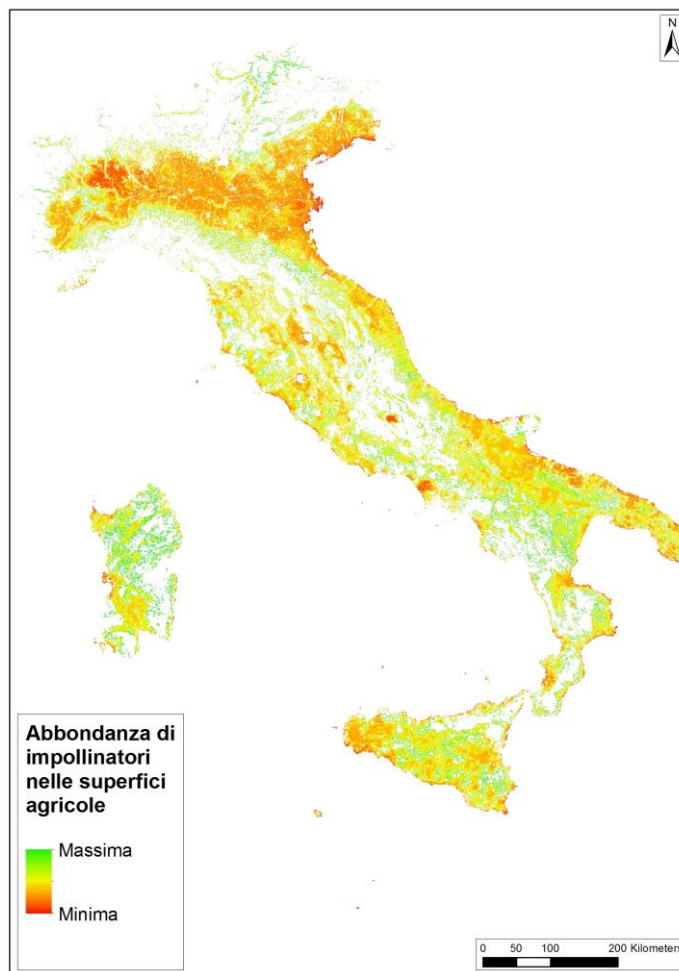 N
Abbondanza di
impollinatori
nelle superfici
agricole
Massima
Minima
0 50 100 200 Kilometers